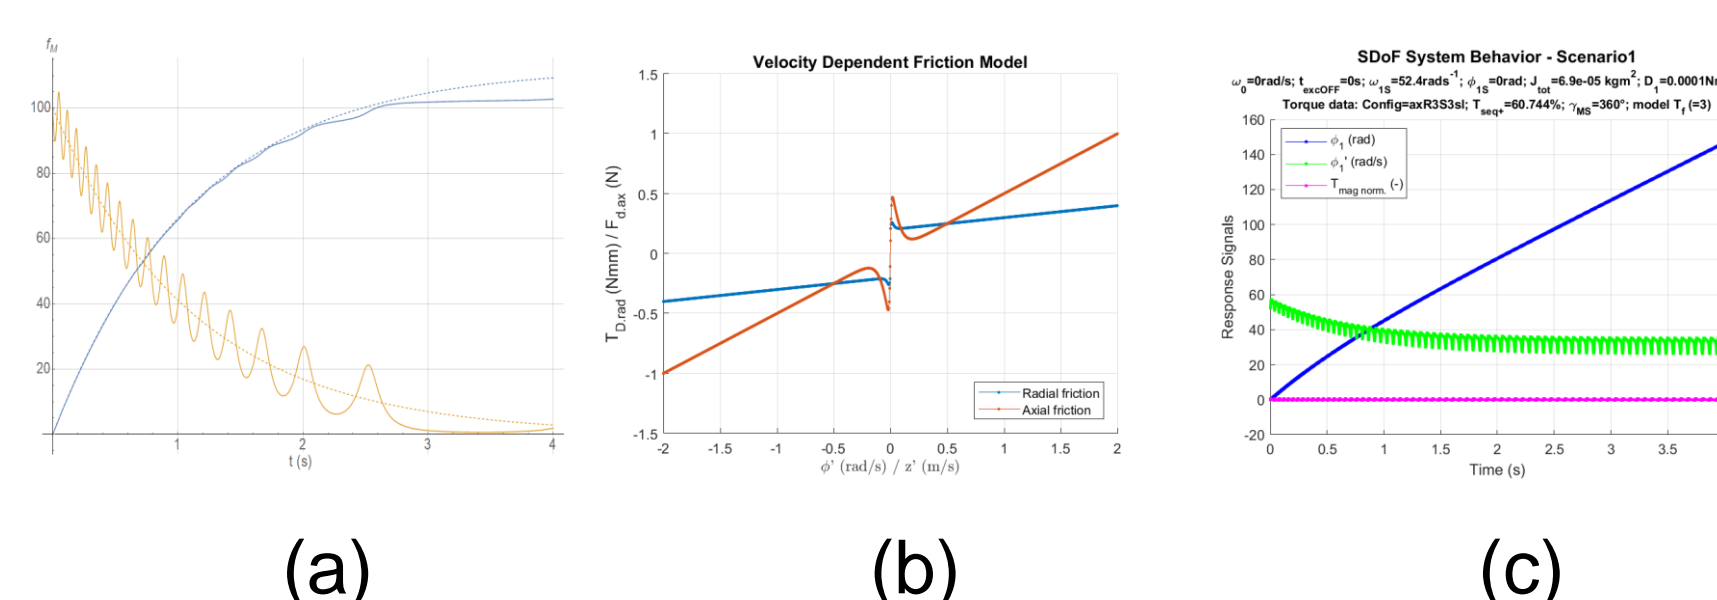 f_M
100
80
60
40
20
1
2
3
4
t (s)
(a)
Velocity Dependent Friction Model
T_D.rad (Nmm) / F_d.ax (N)
1.5
1
0.5
0
-0.5
-1
-1.5
-2
-1.5
-1
-0.5
0
0.5
1
1.5
2
ϕ' (rad/s) / z' (m/s)
Radial friction
Axial friction
(b)
SDoF System Behavior - Scenario1
ω_0=0rad/s; t_excOFF=0s; ω_1S=52.4rads^-1; ϕ_1S=0rad; J_tot=6.9e-05 kgm^2; D_1=0.0001N
Torque data: Config=axR3S3sl; T_seq+=60.744%; γ_MS=360°; model T_f (=3)
Response Signals
160
140
120
100
80
60
40
20
0
-20
ϕ_1 (rad)
ϕ_1' (rad/s)
T_mag norm. (-)
0
0.5
1
1.5
2
2.5
3
3.5
Time (s)
(c)